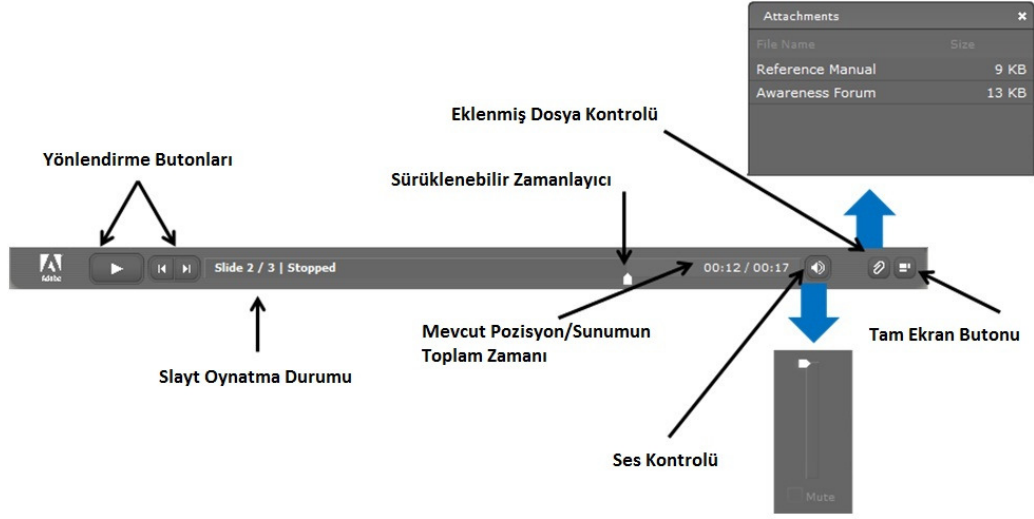 Attachments
File Name Size
Reference Manual 9 KB
Awareness Forum 13 KB
Eklenmiş Dosya Kontrolü
Yönlendirme Butonları
Sürüklenebilir Zamanlayıcı
Adobe
Slide 2 / 3 | Stopped
00:12 / 00:17
Mevcut Pozisyon/Sunumun
Toplam Zamanı
Tam Ekran Butonu
Slayt Oynatma Durumu
Ses Kontrolü
Mute